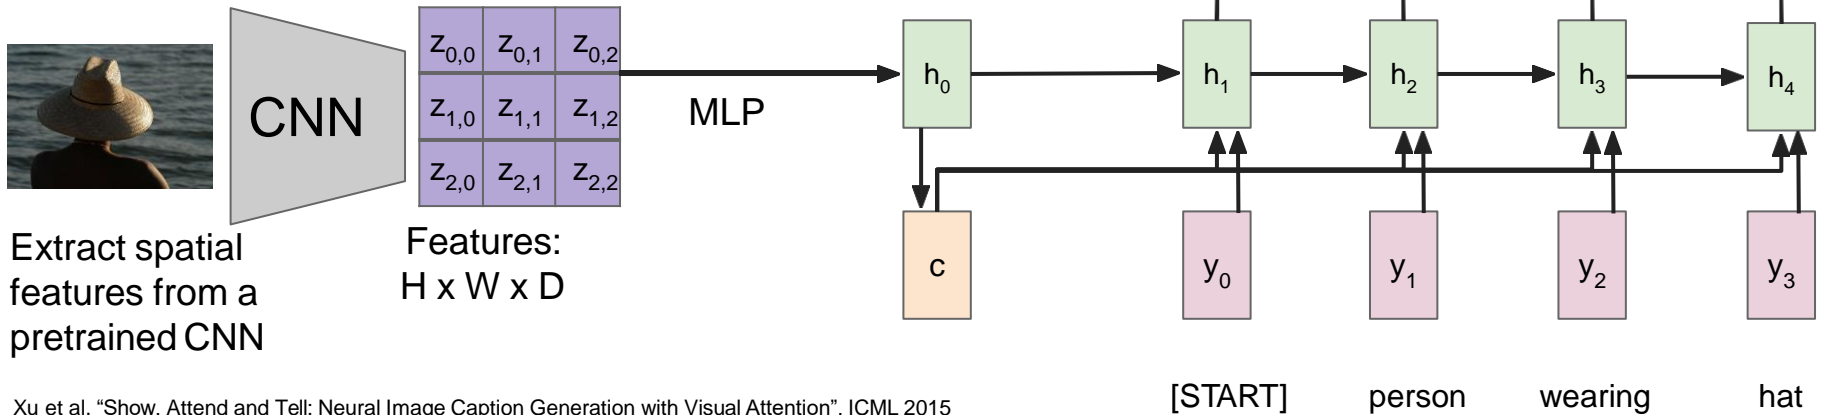 CNN
z0,0 z0,1 z0,2
z1,0 z1,1 z1,2
z2,0 z2,1 z2,2
MLP
h0 h1 h2 h3 h4
Extract spatial
features from a
pretrained CNN
Features:
H x W x D
c y0 y1 y2 y3
[START] person wearing hat
Xu et al, “Show, Attend and Tell: Neural Image Caption Generation with Visual Attention”, ICML 2015